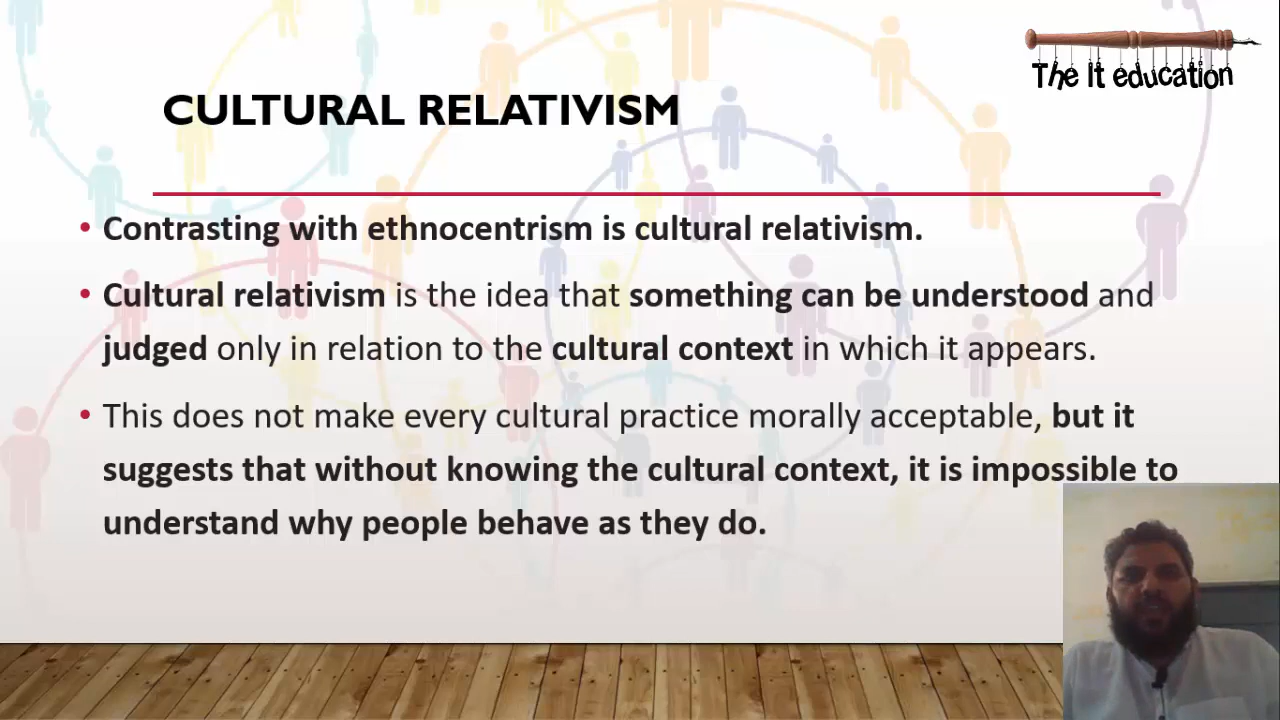 The It education
CULTURAL RELATIVISM
• Contrasting with ethnocentrism is cultural relativism.
• Cultural relativism is the idea that something can be understood and
judged only in relation to the cultural context in which it appears.
• This does not make every cultural practice morally acceptable, but it
suggests that without knowing the cultural context, it is impossible to
understand why people behave as they do.